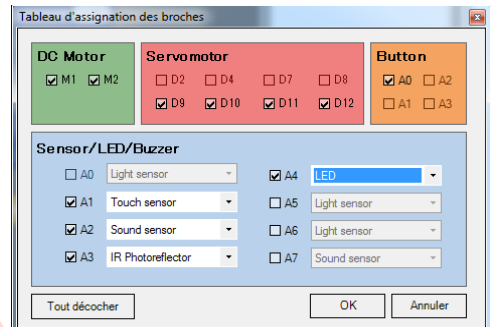 Tableau d'assignation des broches
DC Motor
M1 M2
Servomotor
D2 D4 D7 D8
D9 D10 D11 D12
Button
A0 A2
A1 A3
Sensor/LED/Buzzer
A0 Light sensor
A1 Touch sensor
A2 Sound sensor
A3 IR Photoreflector
A4 LED
A5 Light sensor
A6 Light sensor
A7 Sound sensor
Tout décocher OK Annuler